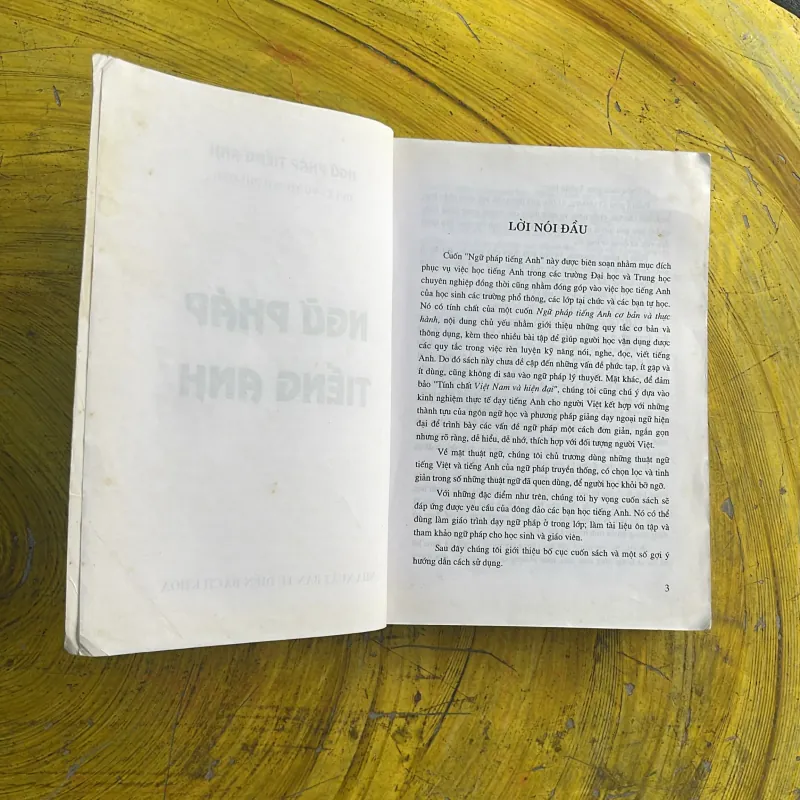 NGỮ PHÁP TIẾNG ANH
NGỮ PHÁP
TIẾNG ANH
NHÀ XUẤT BẢN TỪ ĐIỂN BÁCH KHOA
LỜI NÓI ĐẦU
Cuốn "Ngữ pháp tiếng Anh" này được biên soạn nhằm mục đích
phục vụ việc học tiếng Anh trong các trường Đại học và Trung học
chuyên nghiệp đồng thời cũng nhằm đóng góp vào việc học tiếng Anh
của học sinh các trường phổ thông, các lớp tại chức và các bạn tự học.
Nó có tính chất của một cuốn Ngữ pháp tiếng Anh cơ bản và thực
hành, nội dung chủ yếu nhằm giới thiệu những quy tắc cơ bản và
thông dụng, kèm theo nhiều bài tập để giúp người học vận dụng được
các quy tắc trong việc rèn luyện kỹ năng nói, nghe, đọc, viết tiếng
Anh. Do đó sách này chưa đề cập đến những vấn đề phức tạp, ít gặp và
ít dùng, cũng không đi sâu vào ngữ pháp lý thuyết. Mặt khác, để đảm
bảo "Tính chất Việt Nam và hiện đại", chúng tôi cũng chú ý dựa vào
kinh nghiệm thực tế dạy tiếng Anh cho người Việt kết hợp với những
thành tựu của ngôn ngữ học và phương pháp giảng dạy ngoại ngữ hiện
đại để trình bày các vấn đề ngữ pháp một cách đơn giản, ngắn gọn
nhưng rõ ràng, dễ hiểu, dễ nhớ, thích hợp với đối tượng người Việt.
Về mặt thuật ngữ, chúng tôi chủ trương dùng những thuật ngữ
tiếng Việt và tiếng Anh của ngữ pháp truyền thống, có chọn lọc và tinh
giản trong số những thuật ngữ đã quen dùng, để người học khỏi bỡ ngỡ.
Với những đặc điểm như trên, chúng tôi hy vọng cuốn sách sẽ
đáp ứng được yêu cầu của đông đảo các bạn học tiếng Anh. Nó có thể
dùng làm giáo trình dạy ngữ pháp ở trong lớp; làm tài liệu ôn tập và
tham khảo ngữ pháp cho học sinh và giáo viên.
Sau đây chúng tôi giới thiệu bố cục cuốn sách và một số gợi ý
hướng dẫn cách sử dụng.
3